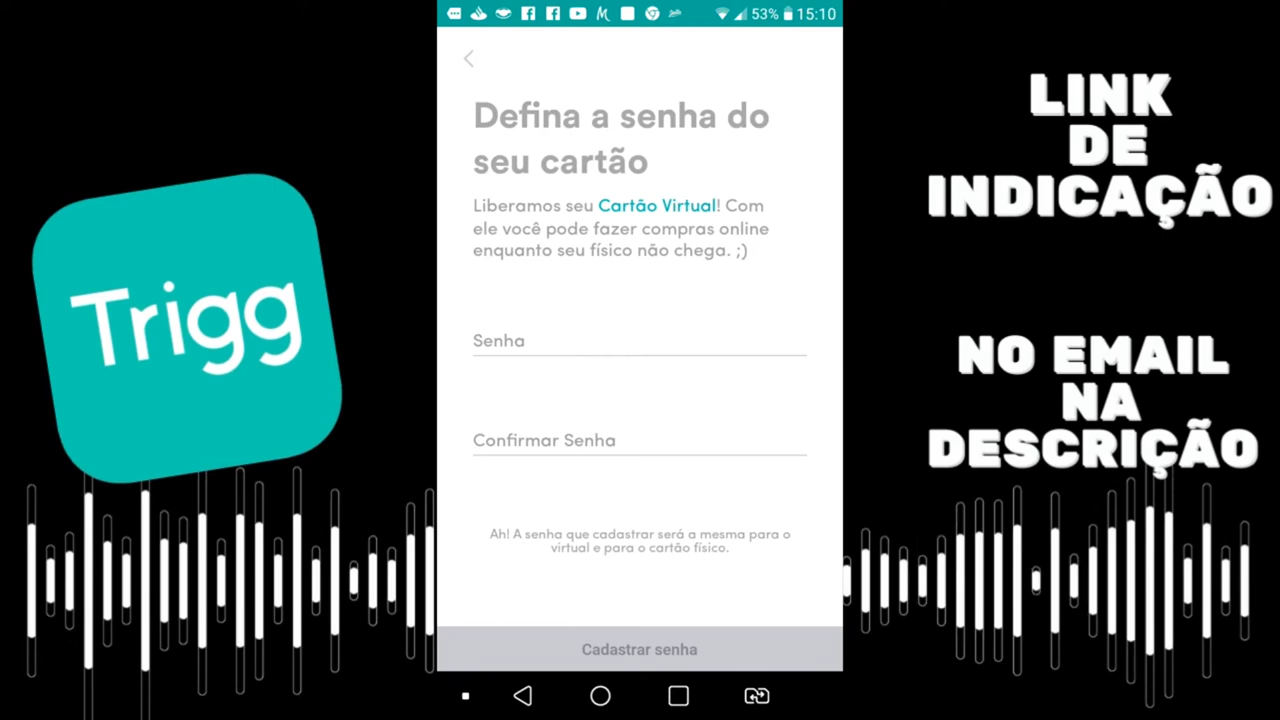 53% 15:10
Defina a senha do
seu cartão
Liberamos seu Cartão Virtual! Com
ele você pode fazer compras online
enquanto seu físico não chega. ;)
Senha
Confirmar Senha
Ah! A senha que cadastrar será a mesma para o
virtual e para o cartão físico.
Cadastrar senha
Trigg
LINK
DE
INDICAÇÃO
NO EMAIL
NA
DESCRIÇÃO